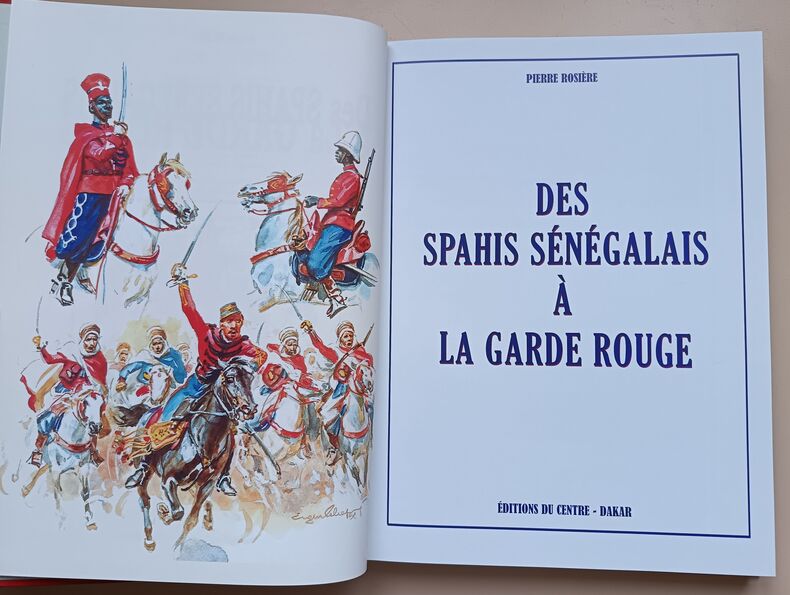 PIERRE ROSIÈRE
DES
SPAHIS SÉNÉGALAIS
À
LA GARDE ROUGE
ÉDITIONS DU CENTRE - DAKAR